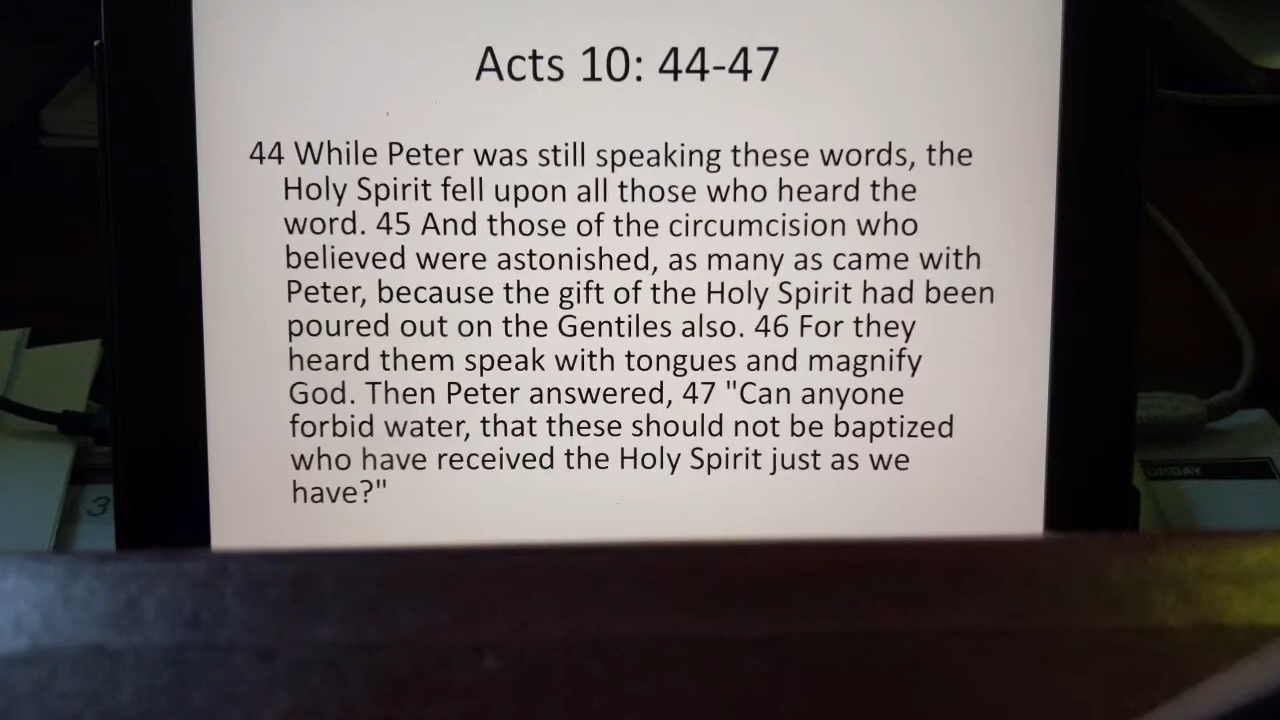 Acts 10: 44-47
44 While Peter was still speaking these words, the
Holy Spirit fell upon all those who heard the
word. 45 And those of the circumcision who
believed were astonished, as many as came with
Peter, because the gift of the Holy Spirit had been
poured out on the Gentiles also. 46 For they
heard them speak with tongues and magnify
God. Then Peter answered, 47 "Can anyone
forbid water, that these should not be baptized
who have received the Holy Spirit just as we
have?"
3